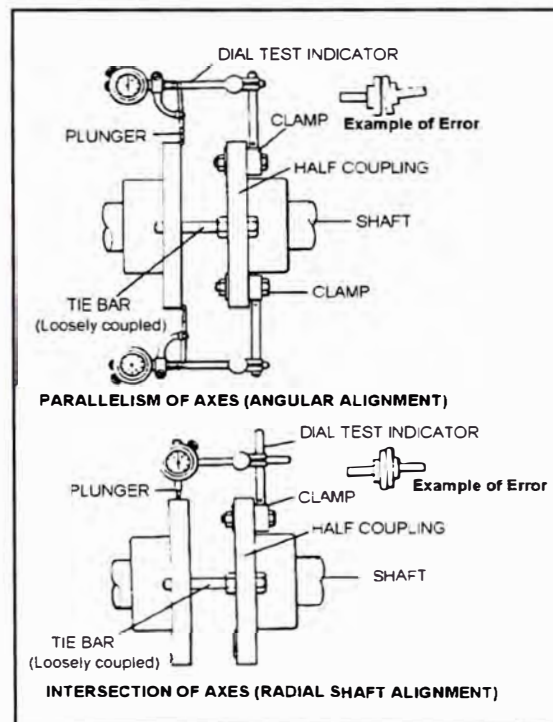 DIAL TEST INDICATOR
CLAMP
Example of Error
PLUNGER
HALF COUPLING
SHAFT
TIE BAR
(Loosely coupled)
CLAMP
PARALLELISM OF AXES (ANGULAR ALIGNMENT)
DIAL TEST INDICATOR
PLUNGER
CLAMP
Example of Error
HALF COUPLING
SHAFT
TIE BAR
(Loosely coupled)
INTERSECTION OF AXES (RADIAL SHAFT ALIGNMENT)